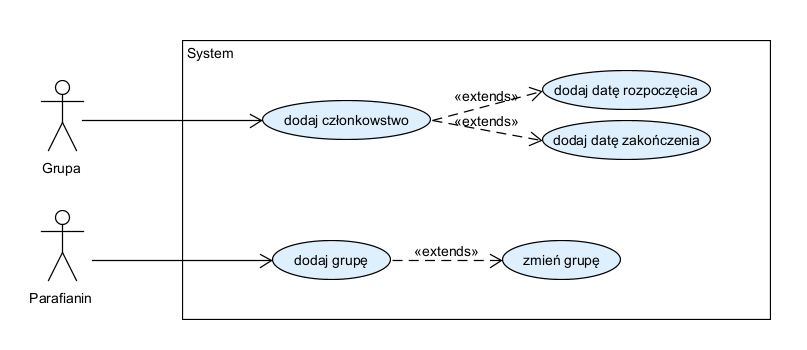 System
«extends»
dodaj datę rozpoczęcia
dodaj członkowstwo
«extends»
dodaj datę zakończenia
Grupa
«extends»
dodaj grupę
zmień grupę
Parafianin